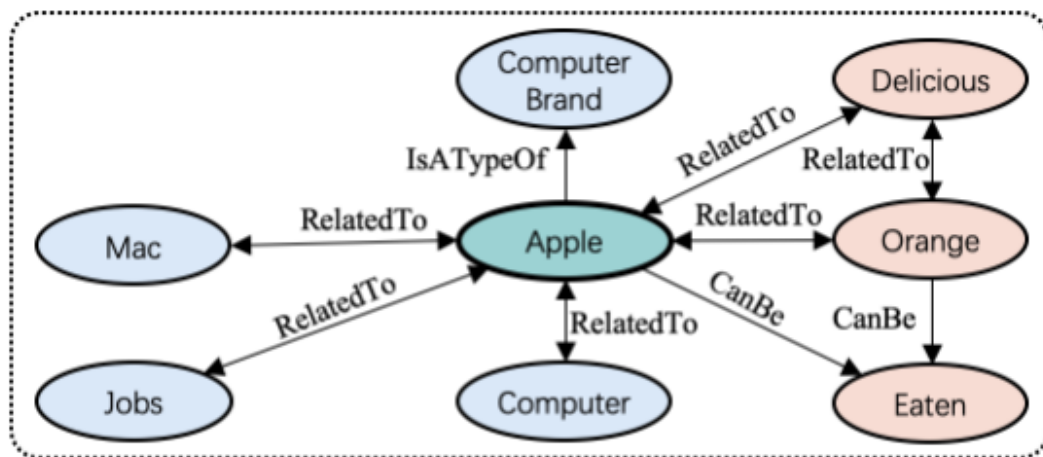 Computer
Brand
Delicious
IsATypeOf
RelatedTo
RelatedTo
Mac
RelatedTo
Apple
RelatedTo
Orange
RelatedTo
RelatedTo
CanBe
CanBe
Jobs
Computer
Eaten